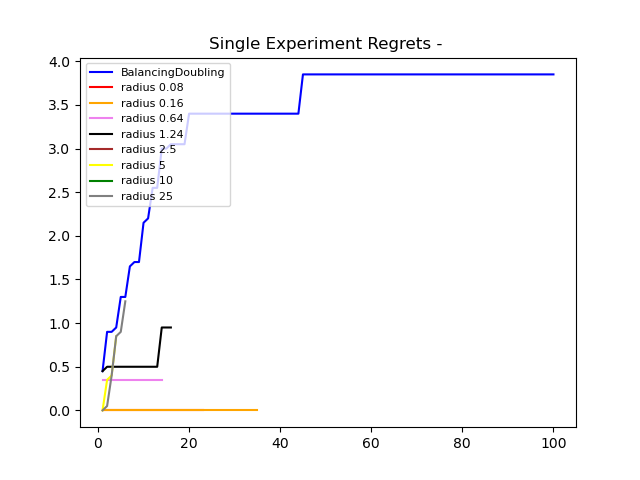 Single Experiment Regrets -
4.0
3.5
3.0
2.5
2.0
1.5
1.0
0.5
0.0
BalancingDoubling
radius 0.08
radius 0.16
radius 0.64
radius 1.24
radius 2.5
radius 5
radius 10
radius 25
0 20 40 60 80 100